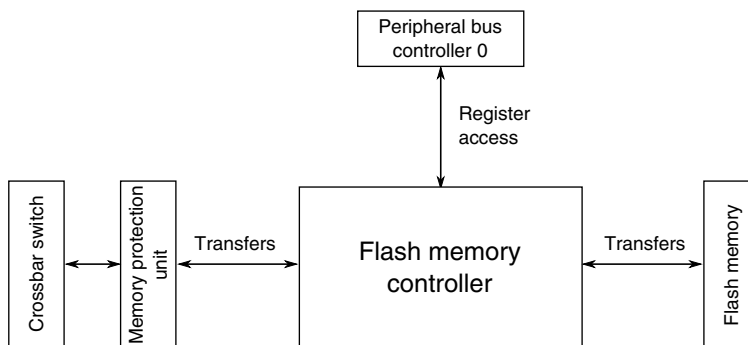 Peripheral bus
controller 0
Register
access
Crossbar switch
Memory protection
unit
Transfers
Flash memory
controller
Transfers
Flash memory